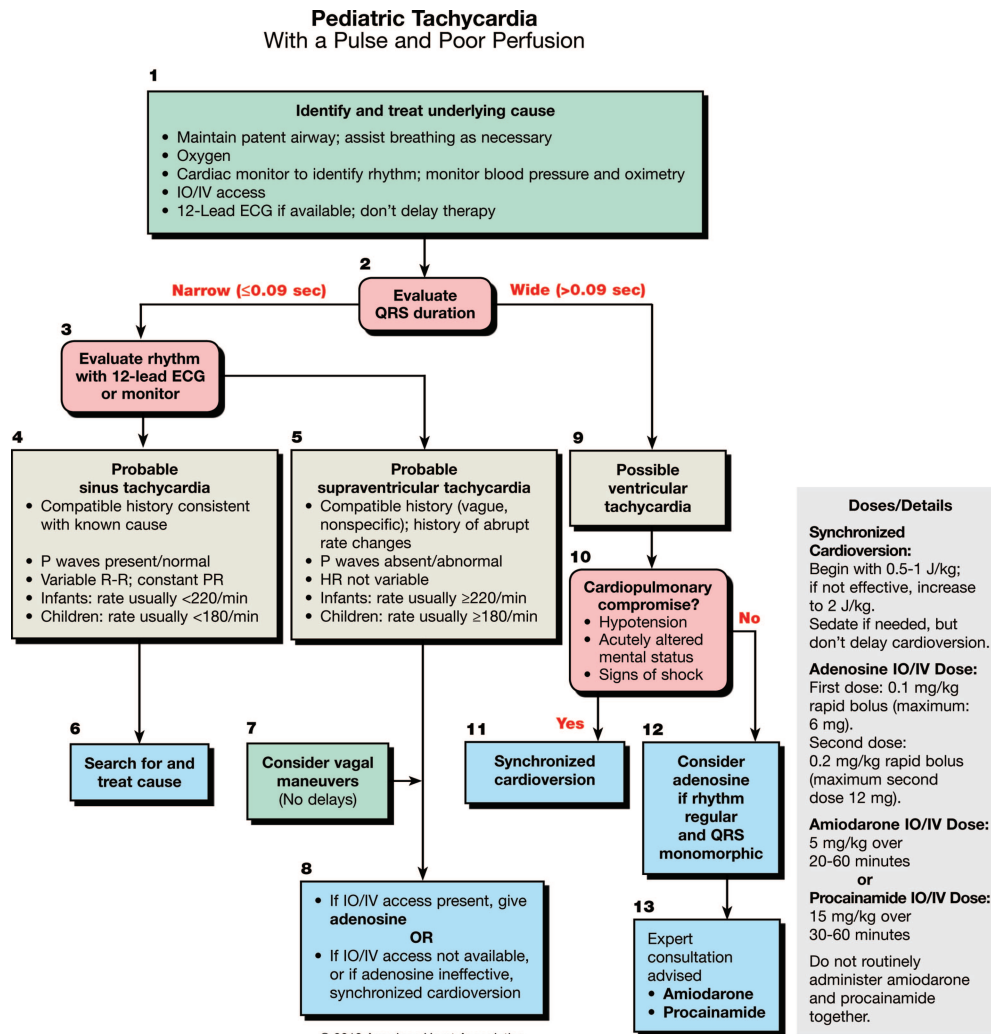 Pediatric Tachycardia
With a Pulse and Poor Perfusion
1
Identify and treat underlying cause
• Maintain patent airway; assist breathing as necessary
• Oxygen
• Cardiac monitor to identify rhythm; monitor blood pressure and oximetry
• IO/IV access
• 12-Lead ECG if available; don't delay therapy
2
Narrow (≤0.09 sec)
Evaluate
QRS duration
Wide (>0.09 sec)
3
Evaluate rhythm
with 12-lead ECG
or monitor
4
Probable
sinus tachycardia
• Compatible history consistent
with known cause
• P waves present/normal
• Variable R-R; constant PR
• Infants: rate usually <220/min
• Children: rate usually <180/min
5
Probable
supraventricular tachycardia
• Compatible history (vague,
nonspecific); history of abrupt
rate changes
• P waves absent/abnormal
• HR not variable
• Infants: rate usually ≥220/min
• Children: rate usually ≥180/min
9
Possible
ventricular
tachycardia
10
Cardiopulmonary
compromise?
• Hypotension
• Acutely altered
mental status
• Signs of shock
No
Yes
6
Search for and
treat cause
7
Consider vagal
maneuvers
(No delays)
11
Synchronized
cardioversion
12
Consider
adenosine
if rhythm
regular
and QRS
monomorphic
8
• If IO/IV access present, give
adenosine
OR
• If IO/IV access not available,
or if adenosine ineffective,
synchronized cardioversion
13
Expert
consultation
advised
• Amiodarone
• Procainamide
Doses/Details
Synchronized
Cardioversion:
Begin with 0.5-1 J/kg;
if not effective, increase
to 2 J/kg.
Sedate if needed, but
don't delay cardioversion.
Adenosine IO/IV Dose:
First dose: 0.1 mg/kg
rapid bolus (maximum:
6 mg).
Second dose:
0.2 mg/kg rapid bolus
(maximum second
dose 12 mg).
Amiodarone IO/IV Dose:
5 mg/kg over
20-60 minutes
or
Procainamide IO/IV Dose:
15 mg/kg over
30-60 minutes
Do not routinely
administer amiodarone
and procainamide
together.